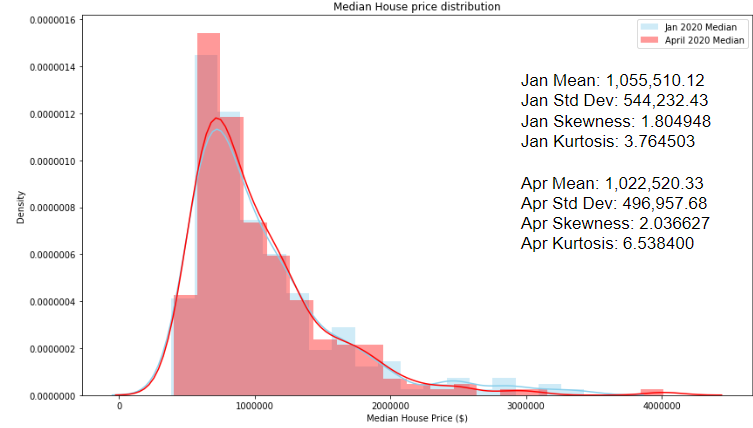 Median House price distribution
Jan 2020 Median
April 2020 Median
Jan Mean: 1,055,510.12
Jan Std Dev: 544,232.43
Jan Skewness: 1.804948
Jan Kurtosis: 3.764503
Apr Mean: 1,022,520.33
Apr Std Dev: 496,957.68
Apr Skewness: 2.036627
Apr Kurtosis: 6.538400
Density
0.0000016
0.0000014
0.0000012
0.0000010
0.0000008
0.0000006
0.0000004
0.0000002
0.0000000
0
1000000
2000000
3000000
4000000
Median House Price ($)